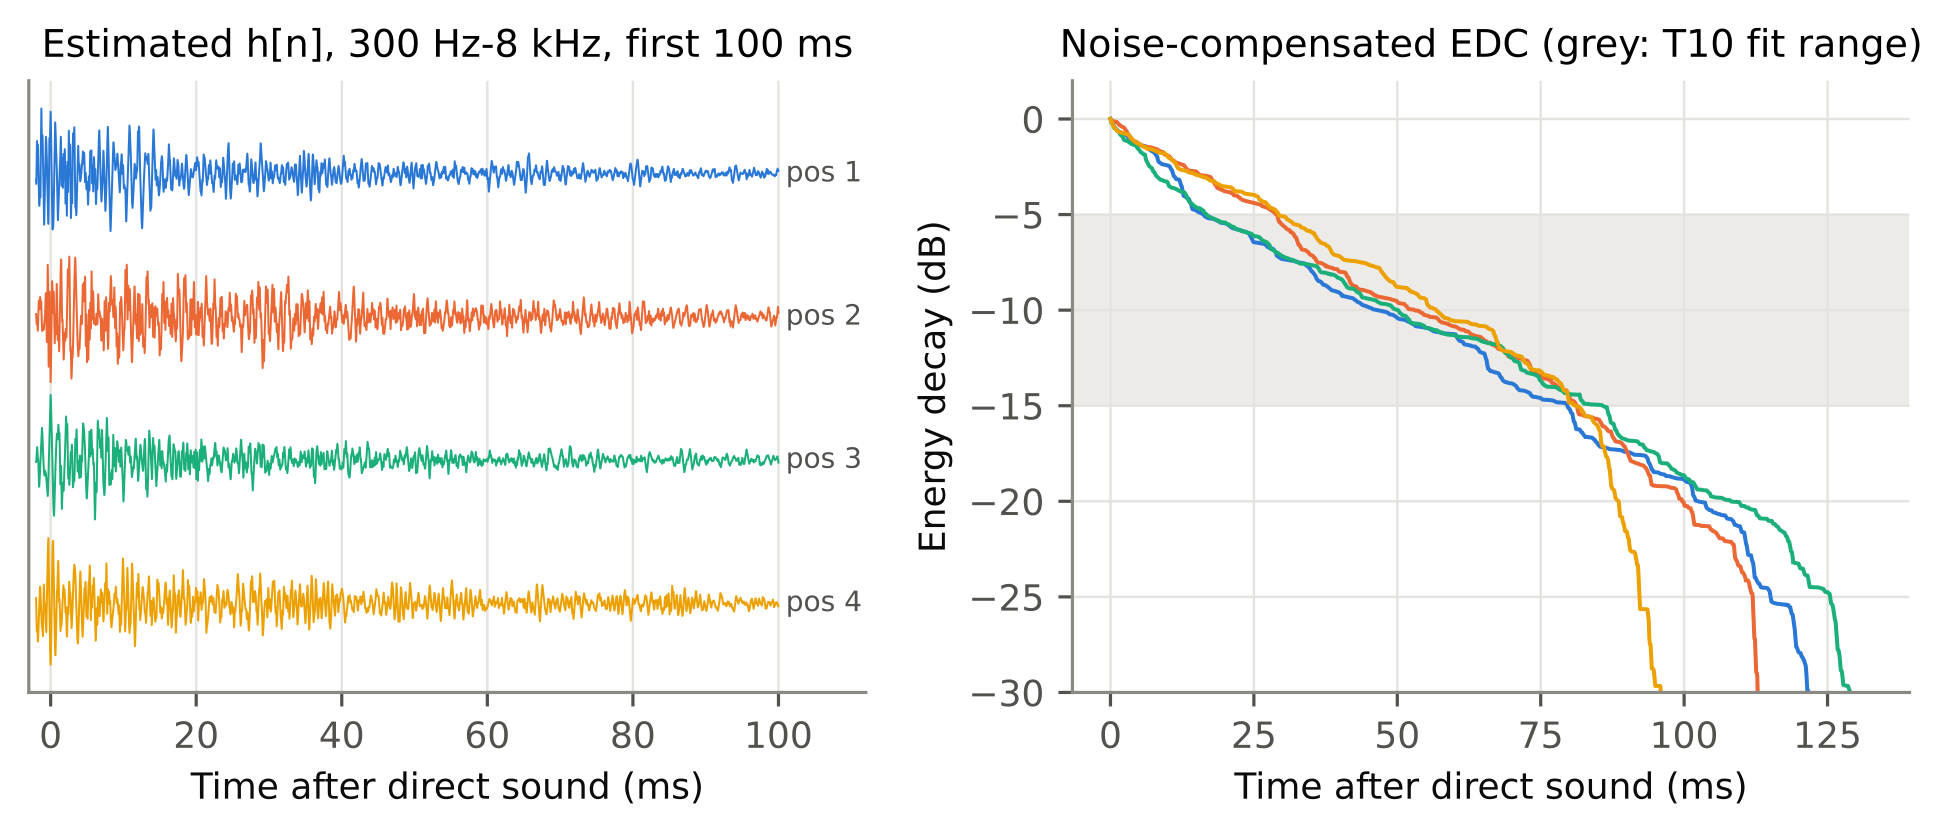 Estimated h[n], 300 Hz-8 kHz, first 100 ms
pos 1
pos 2
pos 3
pos 4
0 20 40 60 80 100
Time after direct sound (ms)
Noise-compensated EDC (grey: T10 fit range)
Energy decay (dB)
0
−5
−10
−15
−20
−25
−30
0 25 50 75 100 125
Time after direct sound (ms)